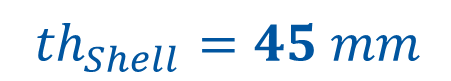 th_Shell = 45 mm